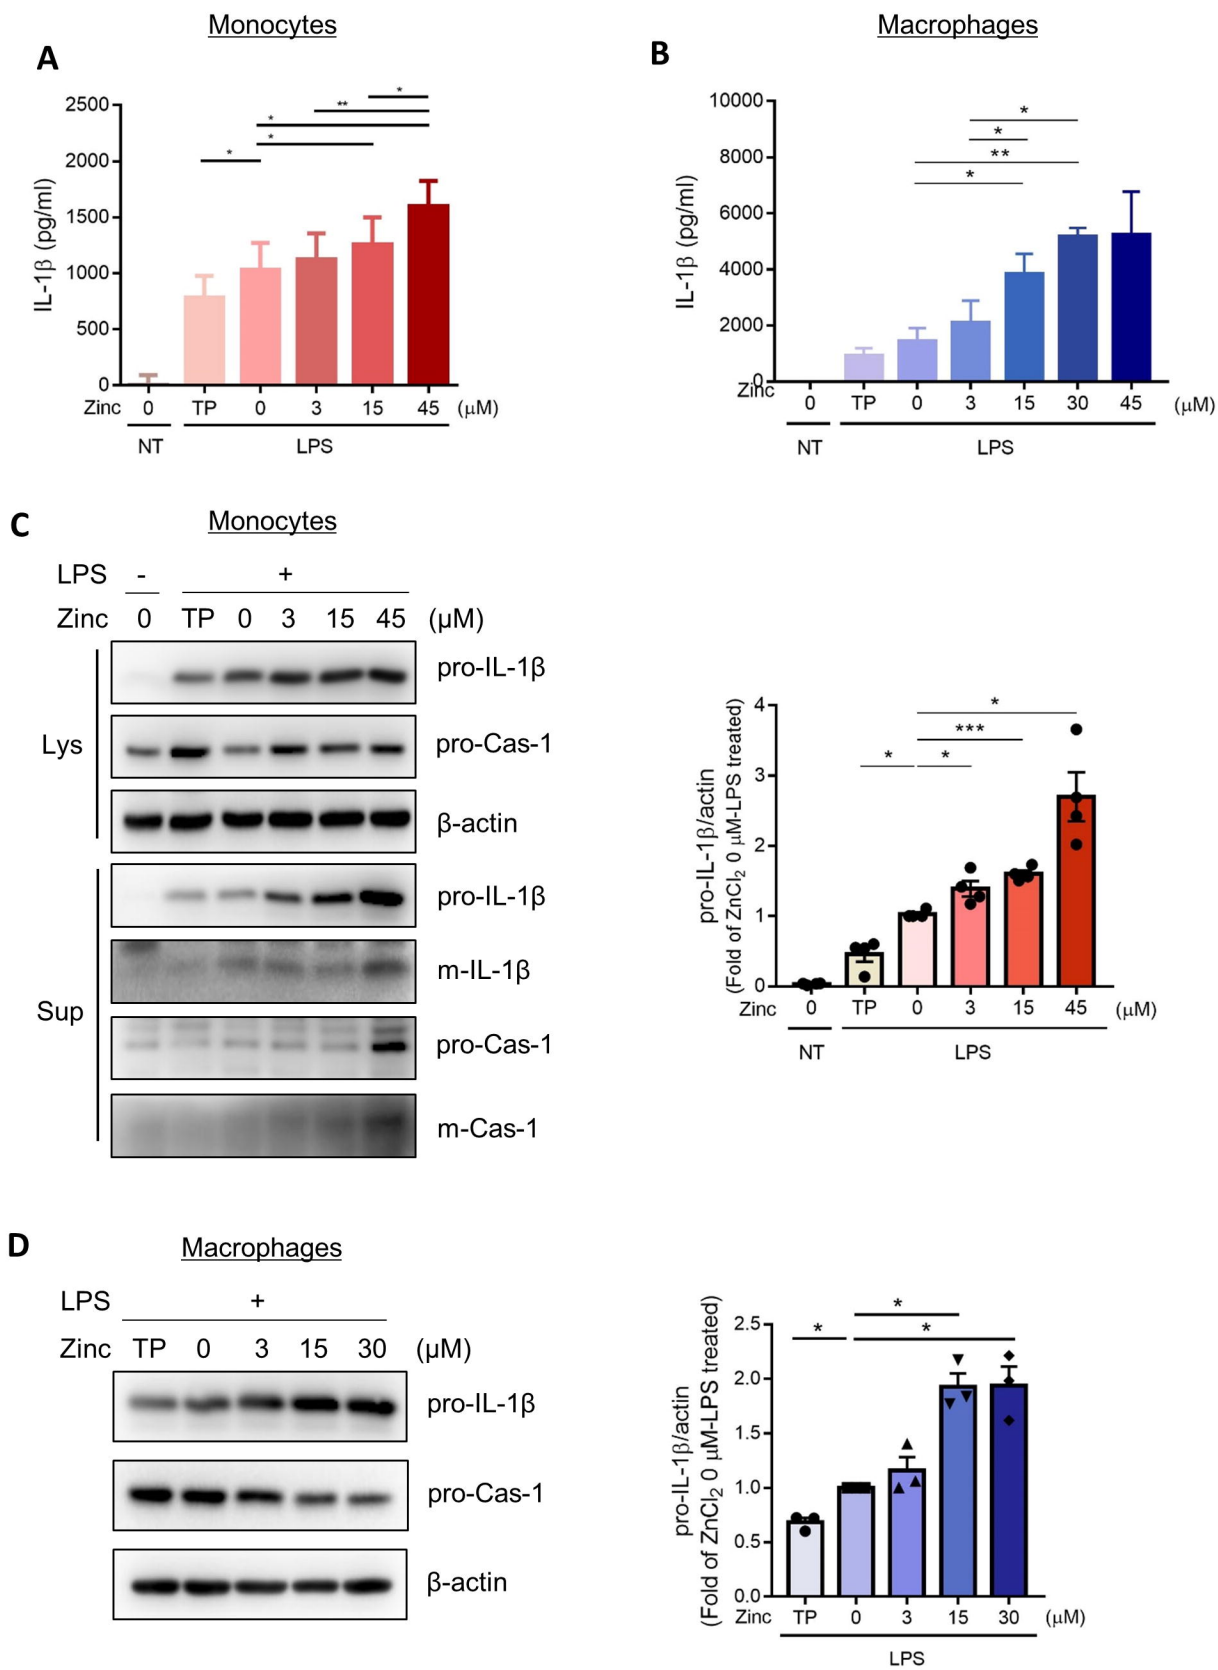 Monocytes
A
IL-1β (pg/ml)
2500
2000
1500
1000
500
0
*
**
*
*
*
Zinc 0 TP 0 3 15 45 (μM)
NT LPS
Macrophages
B
IL-1β (pg/ml)
10000
8000
6000
4000
2000
0
*
*
**
*
Zinc 0 TP 0 3 15 30 45 (μM)
NT LPS
C
Monocytes
LPS - +
Zinc 0 TP 0 3 15 45 (μM)
Lys
pro-IL-1β
pro-Cas-1
β-actin
Sup
pro-IL-1β
m-IL-1β
pro-Cas-1
m-Cas-1
pro-IL-1β/actin
(Fold of ZnCl₂ 0 μM-LPS treated)
4
3
2
1
0
*
***
* *
Zinc 0 TP 0 3 15 45 (μM)
NT LPS
D
Macrophages
LPS +
Zinc TP 0 3 15 30 (μM)
pro-IL-1β
pro-Cas-1
β-actin
pro-IL-1β/actin
(Fold of ZnCl₂ 0 μM-LPS treated)
2.5
2.0
1.5
1.0
0.5
0.0
*
* *
Zinc TP 0 3 15 30 (μM)
LPS